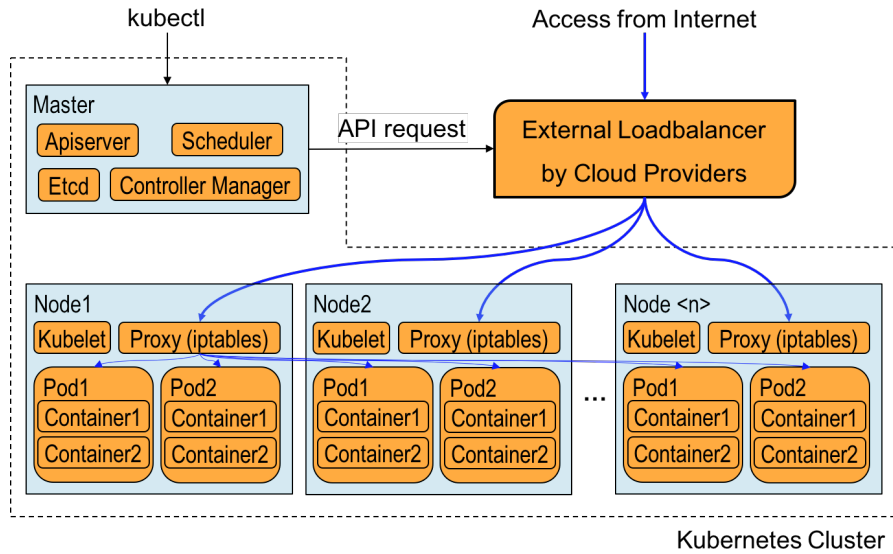 kubectl
Access from Internet
Master
Apiserver
Scheduler
Etcd
Controller Manager
API request
External Loadbalancer
by Cloud Providers
Node1
Kubelet
Proxy (iptables)
Pod1
Container1
Container2
Pod2
Container1
Container2
Node2
Kubelet
Proxy (iptables)
Pod1
Container1
Container2
Pod2
Container1
Container2
...
Node <n>
Kubelet
Proxy (iptables)
Pod1
Container1
Container2
Pod2
Container1
Container2
Kubernetes Cluster